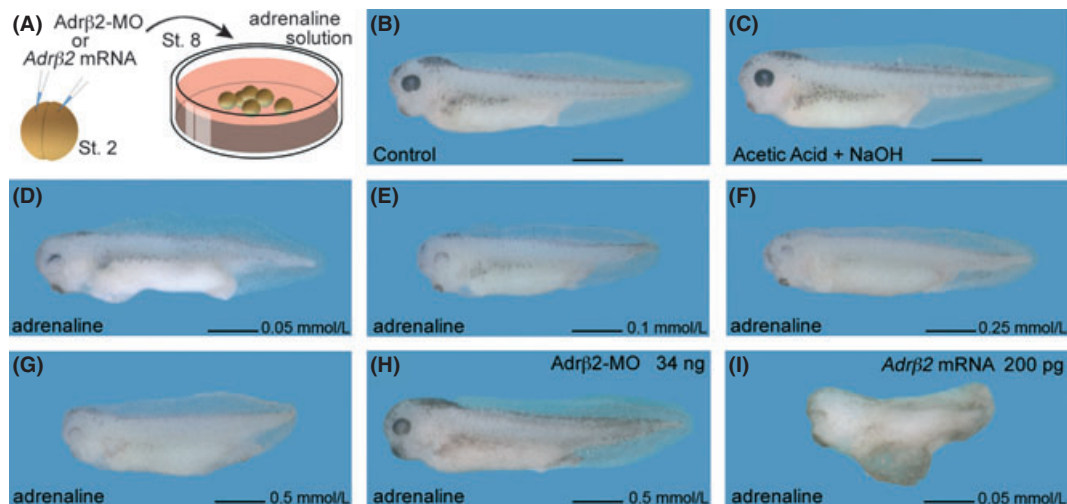 (A)
Adrβ2-MO
or
Adrβ2 mRNA
St. 8
adrenaline
solution
St. 2
(B)
Control
(C)
Acetic Acid + NaOH
(D)
adrenaline
0.05 mmol/L
(E)
adrenaline
0.1 mmol/L
(F)
adrenaline
0.25 mmol/L
(G)
adrenaline
0.5 mmol/L
(H)
Adrβ2-MO 34 ng
adrenaline
0.5 mmol/L
(I)
Adrβ2 mRNA 200 pg
adrenaline
0.05 mmol/L